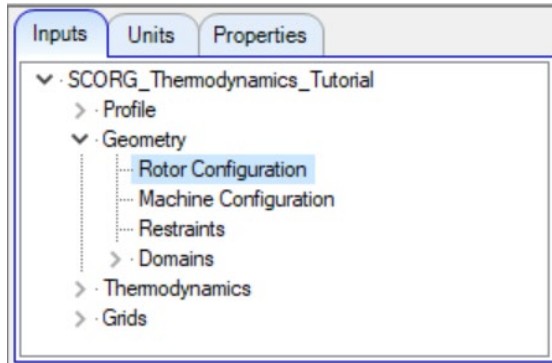 Inputs Units Properties
SCORG_Thermodynamics_Tutorial
Profile
Geometry
Rotor Configuration
Machine Configuration
Restraints
Domains
Thermodynamics
Grids